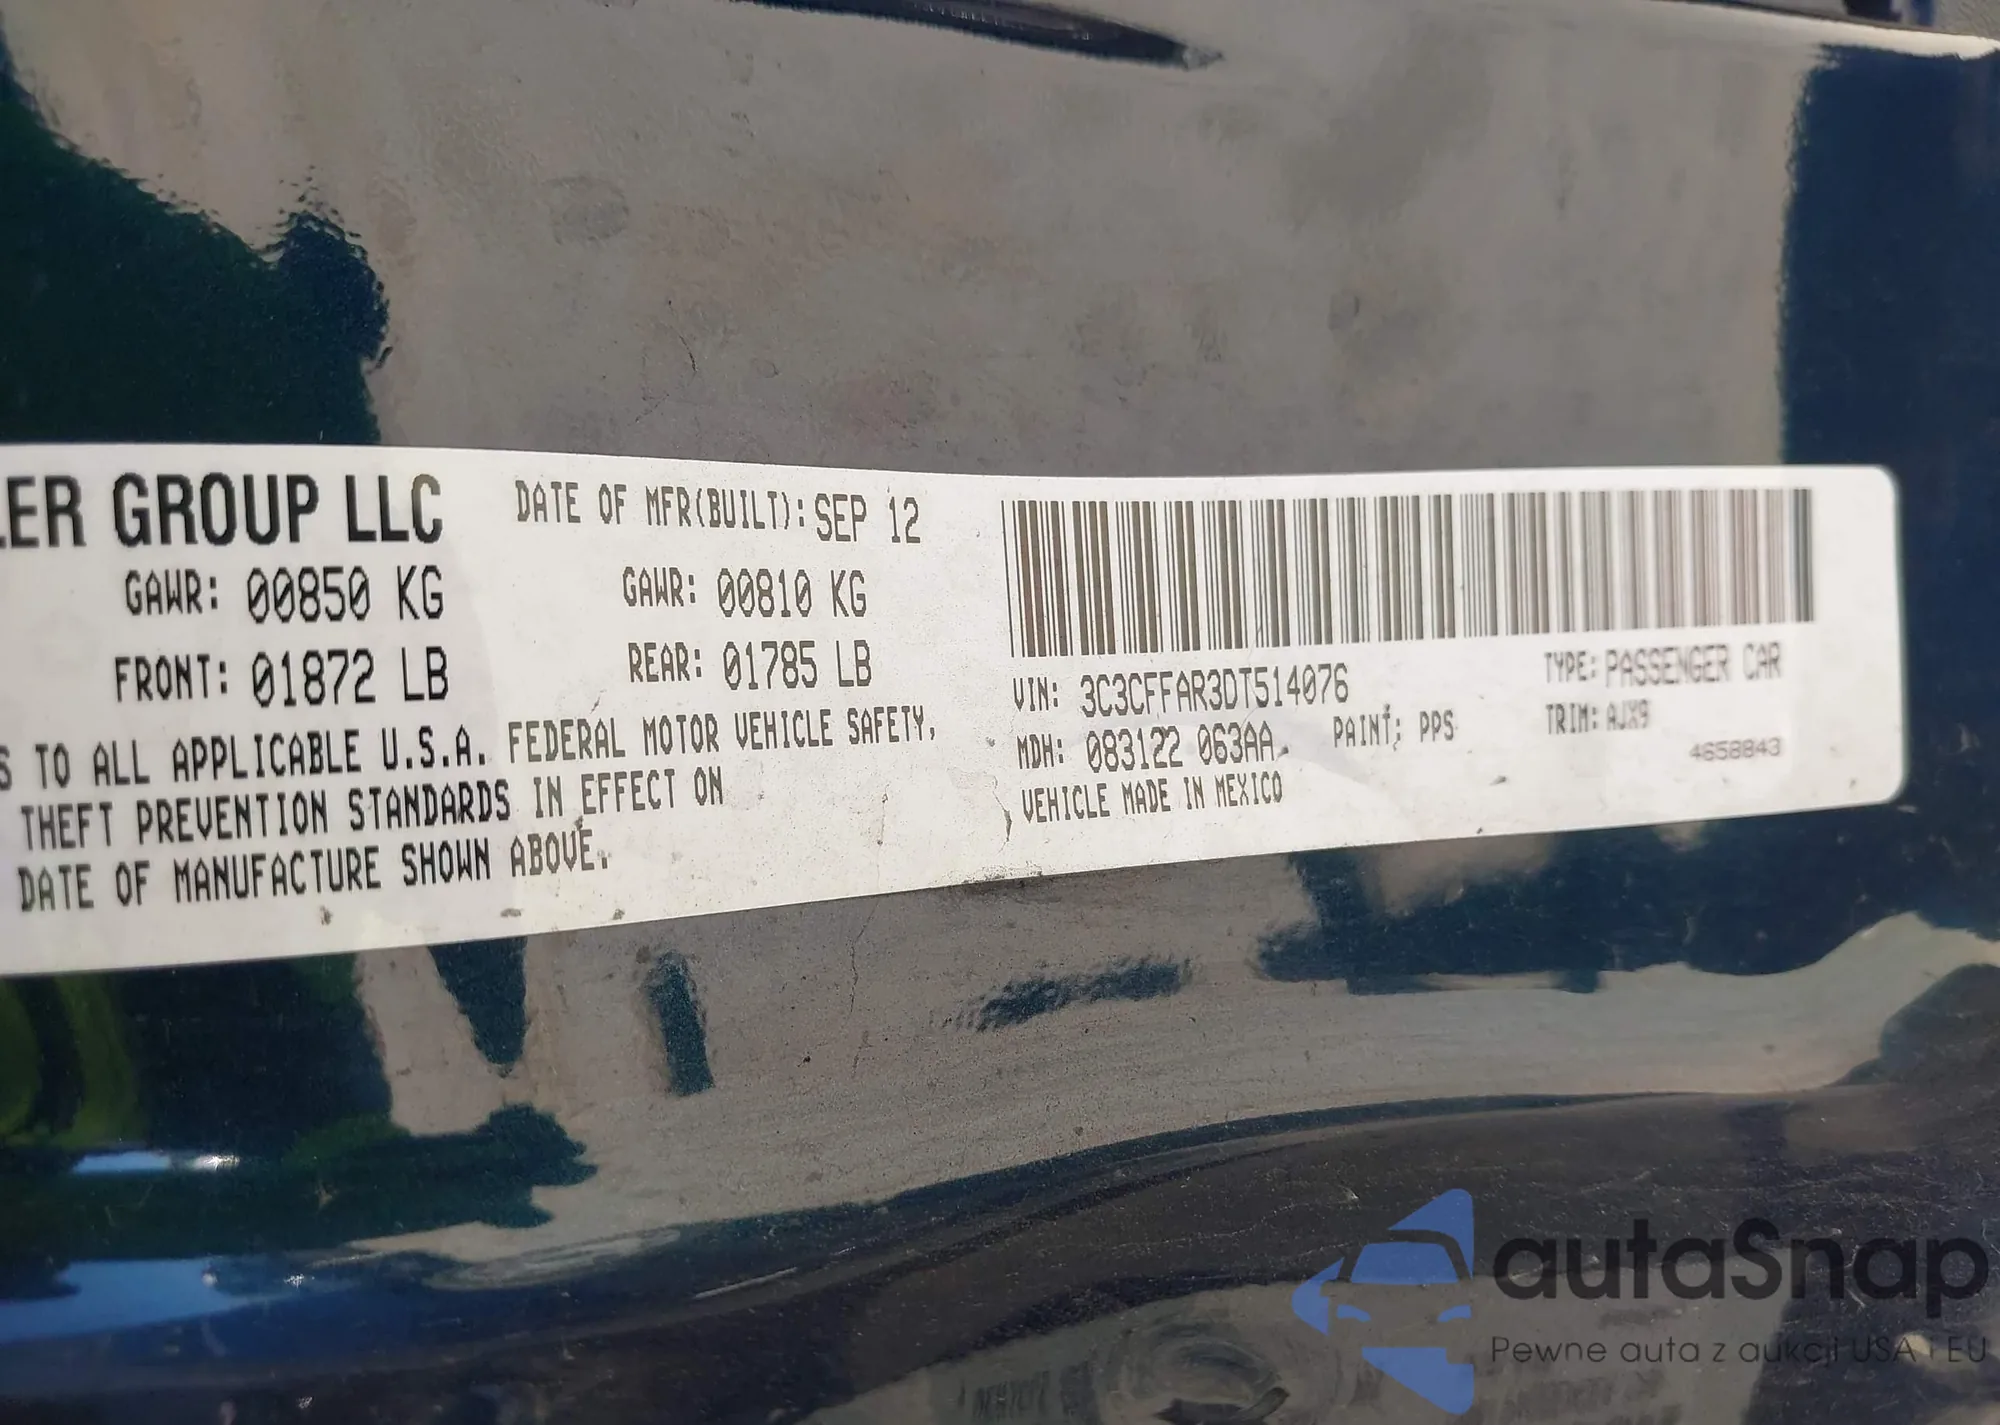 LER GROUP LLC
DATE OF MFR(BUILT): SEP 12
GAWR: 00850 KG
GAWR: 00810 KG
FRONT: 01872 LB
REAR: 01785 LB
S TO ALL APPLICABLE U.S.A. FEDERAL MOTOR VEHICLE SAFETY,
THEFT PREVENTION STANDARDS IN EFFECT ON
DATE OF MANUFACTURE SHOWN ABOVE.
VIN: 3C3CFFAR3DT514076
TYPE: PASSENGER CAR
MDH: 083122 063AA
PAINT: PPS
TRIM: AJX9
VEHICLE MADE IN MEXICO
4658843
autaSnap
Pewne auta z aukcji USA i EU